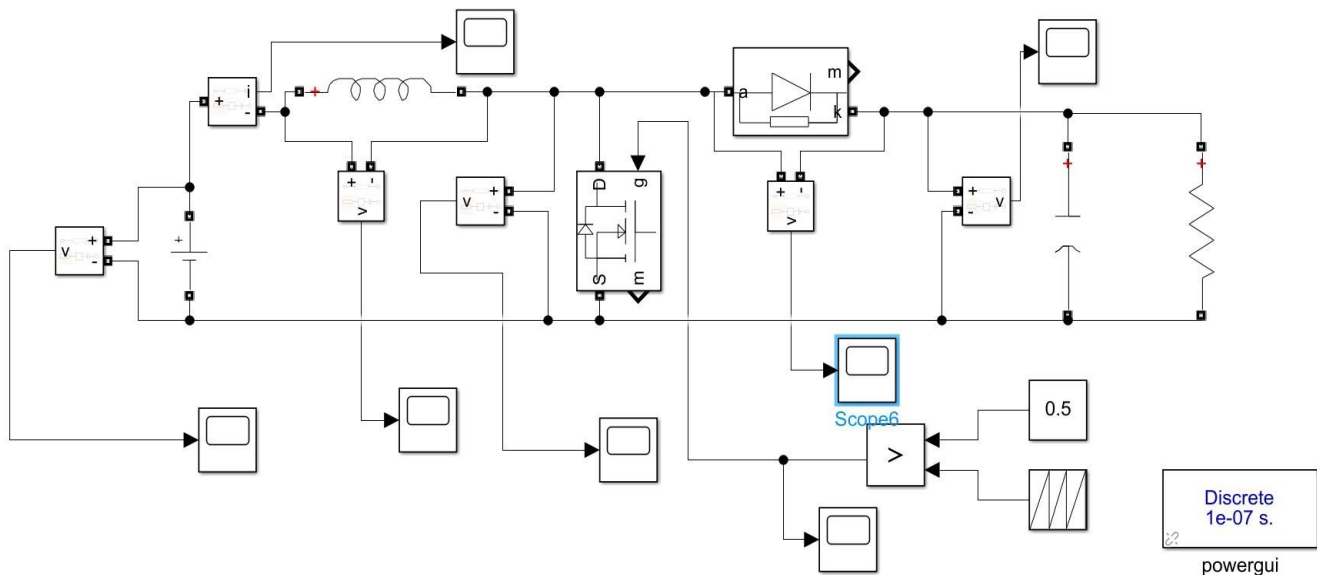 i
+
-
+
m
a
k
+ -
v
+
v
-
D
g
S
m
+ -
v
+
v
-
+
v
-
+
+
+
Scope6
0.5
>
Discrete
1e-07 s.
powergui